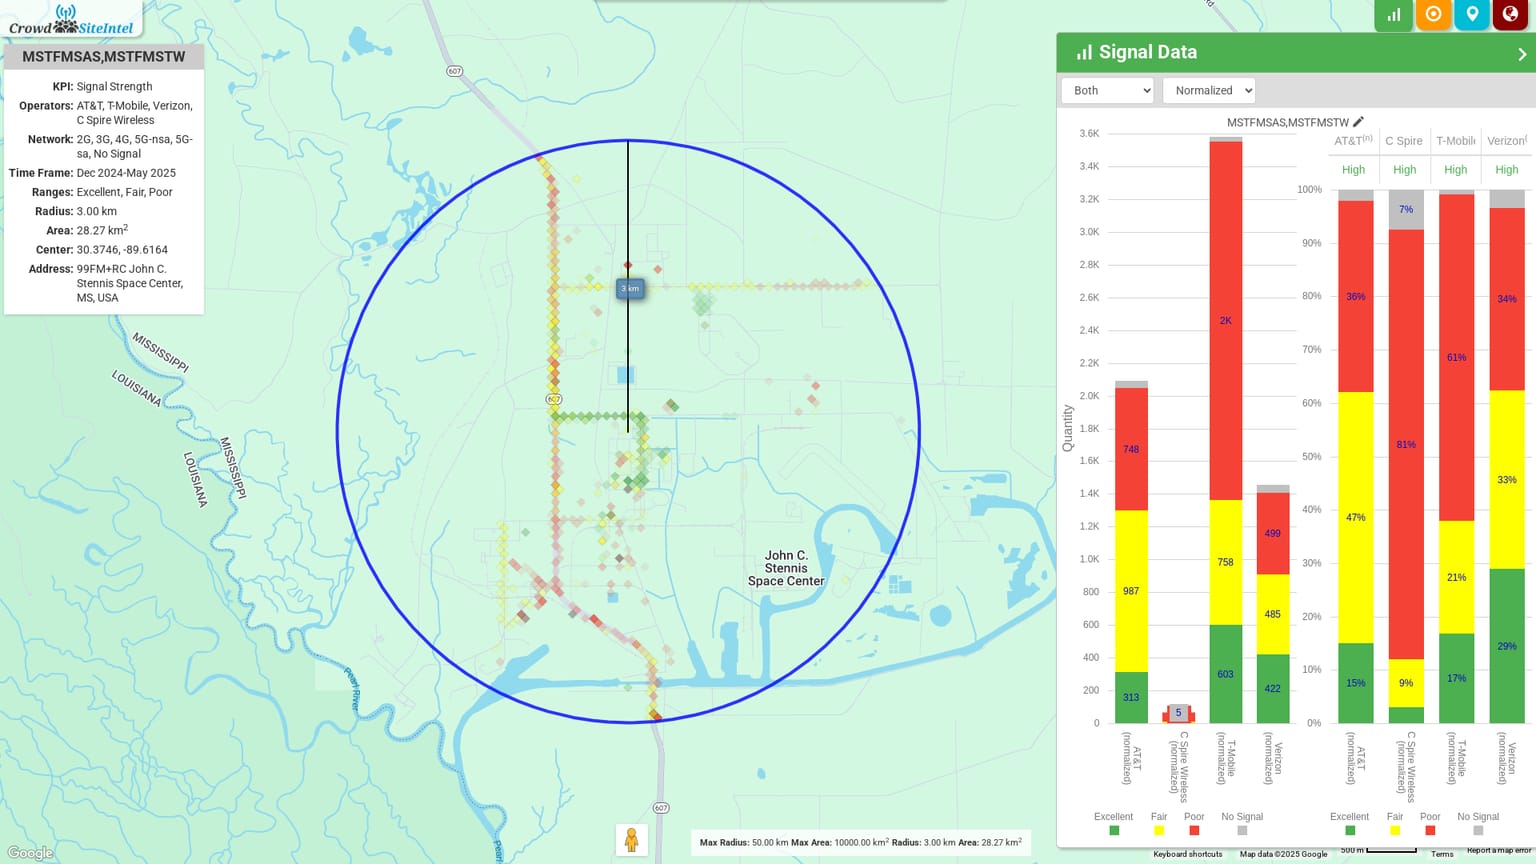 Crowd SiteIntel
MSTFMSAS,MSTFMSTW
KPI: Signal Strength
Operators: AT&T, T-Mobile, Verizon,
C Spire Wireless
Network: 2G, 3G, 4G, 5G-nsa, 5G-
sa, No Signal
Time Frame: Dec 2024-May 2025
Ranges: Excellent, Fair, Poor
Radius: 3.00 km
Area: 28.27 km²
Center: 30.3746, -89.6164
Address: 99FM+RC John C.
Stennis Space Center,
MS, USA
607
3 km
607
MISSISSIPPI
LOUISIANA
MISSISSIPPI
LOUISIANA
John C.
Stennis
Space Center
Pearl River
Pearl
607
Google
Max Radius: 50.00 km Max Area: 10000.00 km² Radius: 3.00 km Area: 28.27 km²
Signal Data
Both
Normalized
MSTFMSAS,MSTFMSTW
AT&T(n) C Spire T-Mobile Verizon(
High High High High
Quantity
3.6K
3.4K
3.2K
3.0K
2.8K
2.6K
2.4K
2.2K
2.0K
1.8K
1.6K
1.4K
1.2K
1.0K
800
600
400
200
0
748
987
313
5
2K
758
603
499
485
422
AT&T
(normalized)
C Spire Wireless
(normalized)
T-Mobile
(normalized)
Verizon
(normalized)
Excellent Fair Poor No Signal
100%
90%
80%
70%
60%
50%
40%
30%
20%
10%
0%
36%
47%
15%
7%
81%
9%
61%
21%
17%
34%
33%
29%
AT&T
(normalized)
C Spire Wireless
(normalized)
T-Mobile
(normalized)
Verizon
(normalized)
Excellent Fair Poor No Signal
Keyboard shortcuts Map data ©2025 Google 500 m Terms Report a map error